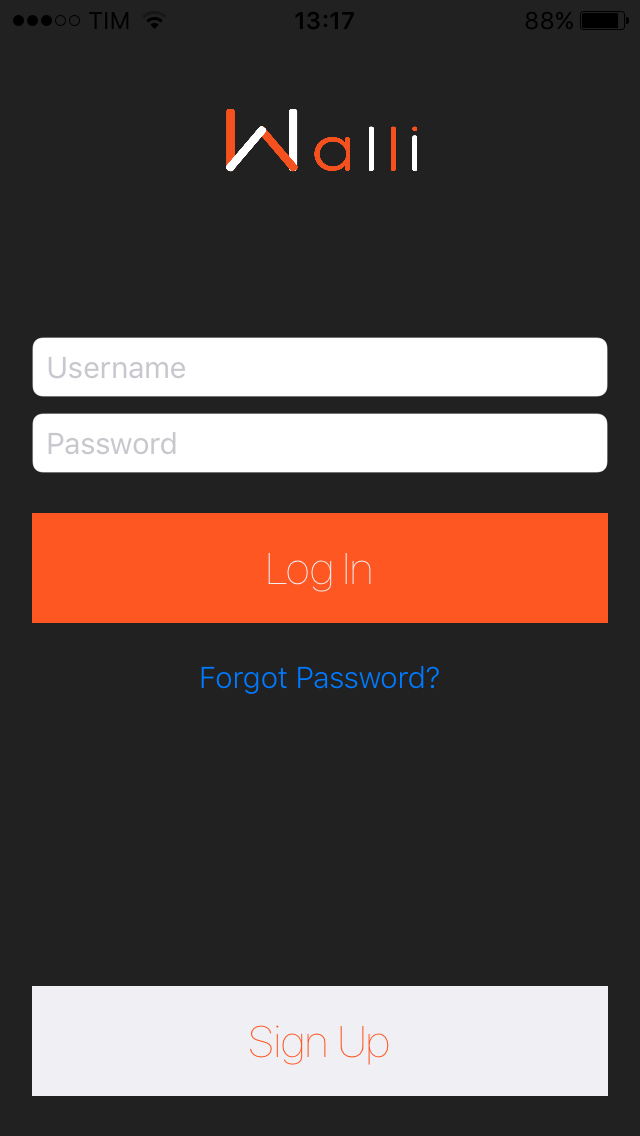 TIM 13:17 88%
Walli
Username
Password
Log In
Forgot Password?
Sign Up